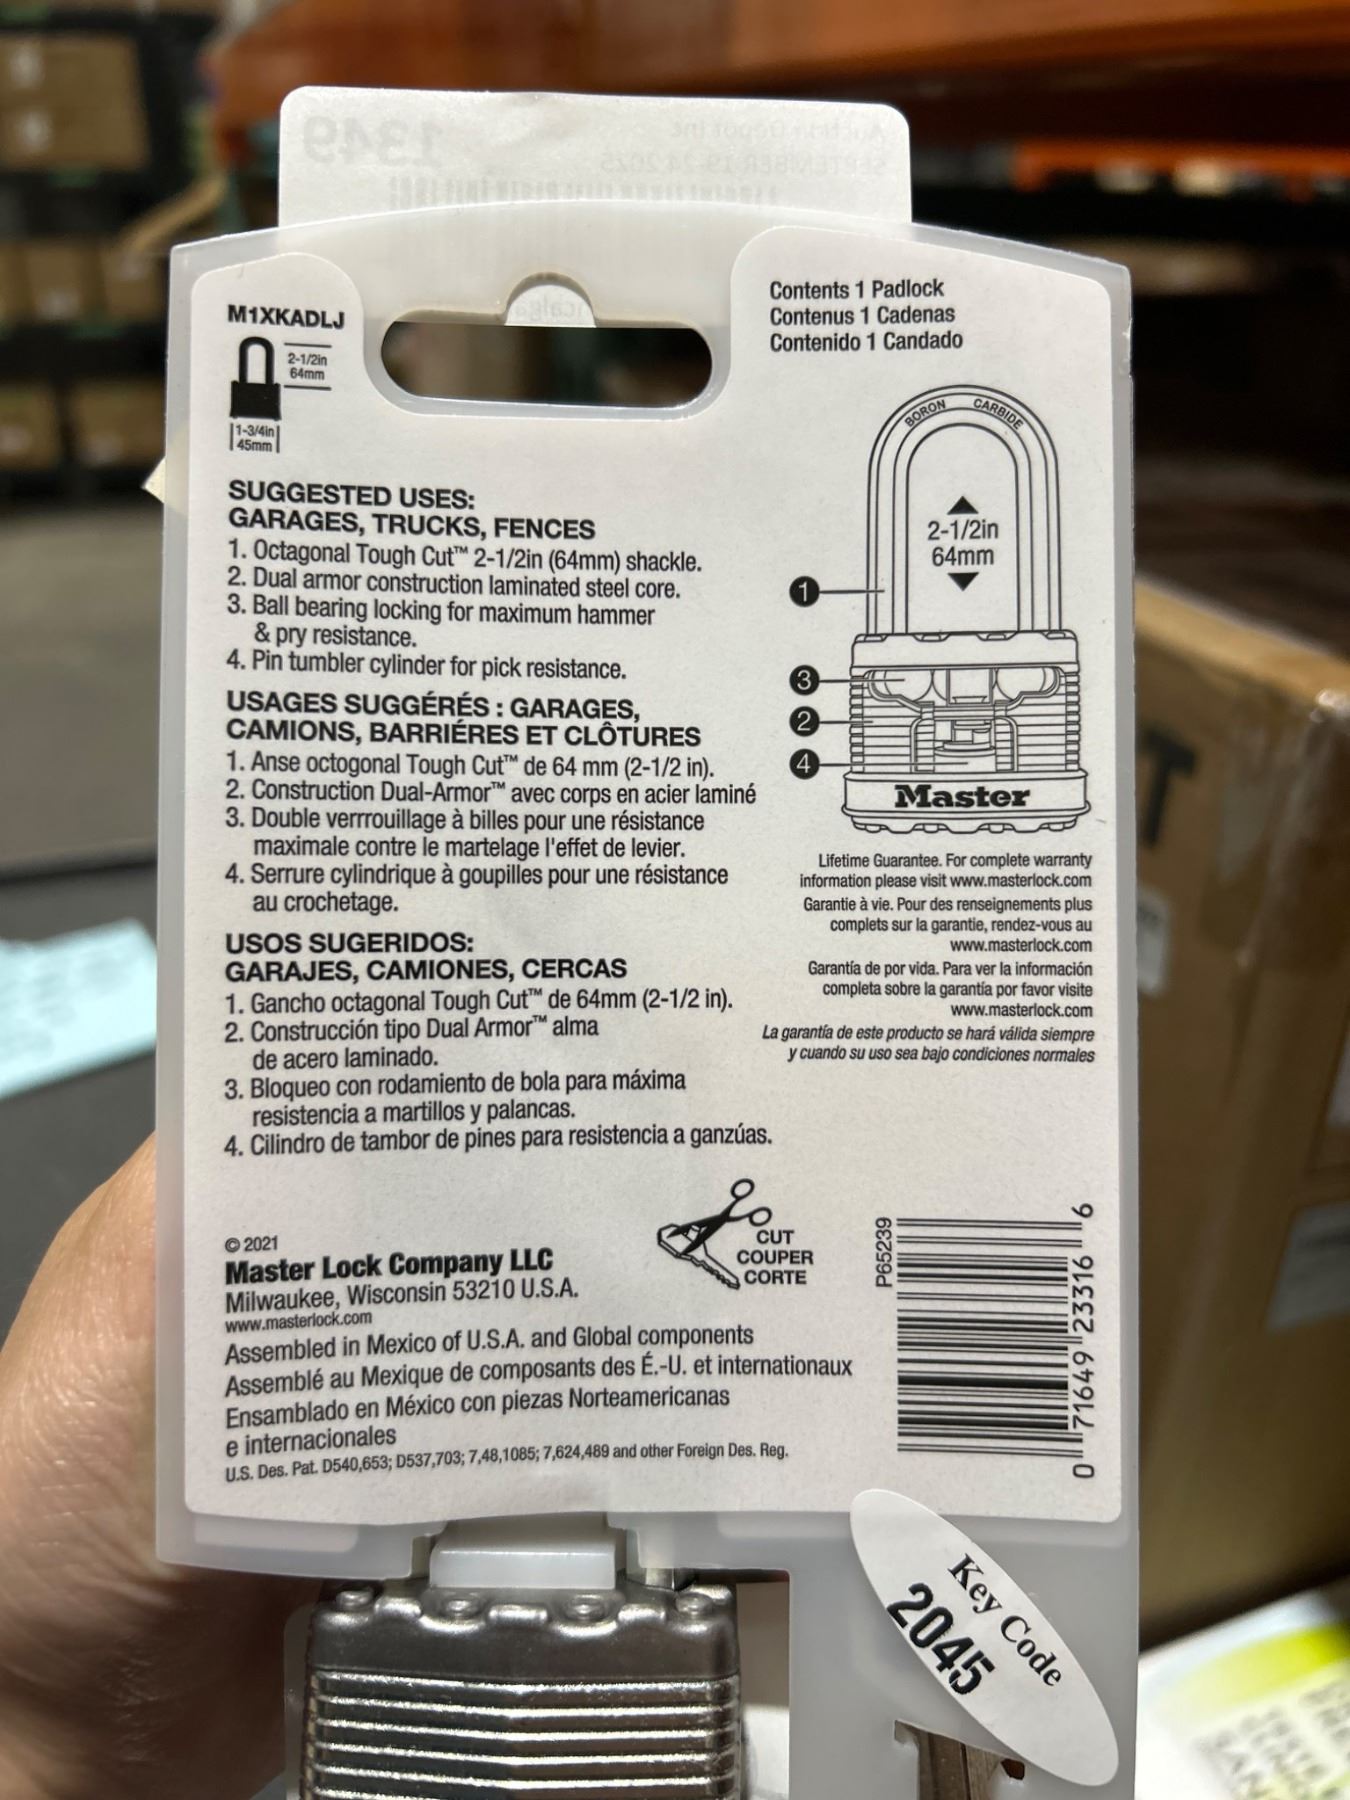 1349
SEPTEMBER 19-24 2025
M1XKADLJ
2-1/2in
64mm
1-3/4in
45mm
Contents 1 Padlock
Contenus 1 Cadenas
Contenido 1 Candado
SUGGESTED USES:
GARAGES, TRUCKS, FENCES
1. Octagonal Tough Cut™ 2-1/2in (64mm) shackle.
2. Dual armor construction laminated steel core.
3. Ball bearing locking for maximum hammer
& pry resistance.
4. Pin tumbler cylinder for pick resistance.
USAGES SUGGÉRÉS : GARAGES,
CAMIONS, BARRIÉRES ET CLÔTURES
1. Anse octogonal Tough Cut™ de 64 mm (2-1/2 in).
2. Construction Dual-Armor™ avec corps en acier laminé
3. Double verrrouillage à billes pour une résistance
maximale contre le martelage l'effet de levier.
4. Serrure cylindrique à goupilles pour une résistance
au crochetage.
USOS SUGERIDOS:
GARAJES, CAMIONES, CERCAS
1. Gancho octagonal Tough Cut™ de 64mm (2-1/2 in).
2. Construcción tipo Dual Armor™ alma
de acero laminado.
3. Bloqueo con rodamiento de bola para máxima
resistencia a martillos y palancas.
4. Cilindro de tambor de pines para resistencia a ganzúas.
BORON CARBIDE
2-1/2in
64mm
1
3
2
4
Master
Lifetime Guarantee. For complete warranty
information please visit www.masterlock.com
Garantie à vie. Pour des renseignements plus
complets sur la garantie, rendez-vous au
www.masterlock.com
Garantía de por vida. Para ver la información
completa sobre la garantía por favor visite
www.masterlock.com
La garantía de este producto se hará válida siempre
y cuando su uso sea bajo condiciones normales
CUT
COUPER
CORTE
© 2021
Master Lock Company LLC
Milwaukee, Wisconsin 53210 U.S.A.
www.masterlock.com
Assembled in Mexico of U.S.A. and Global components
Assemblé au Mexique de composants des É.-U. et internationaux
Ensamblado en México con piezas Norteamericanas
e internacionales
U.S. Des. Pat. D540,653; D537,703; 7,48,1085; 7,624,489 and other Foreign Des. Reg.
P65239
0 71649 23316 6
Key Code
2045